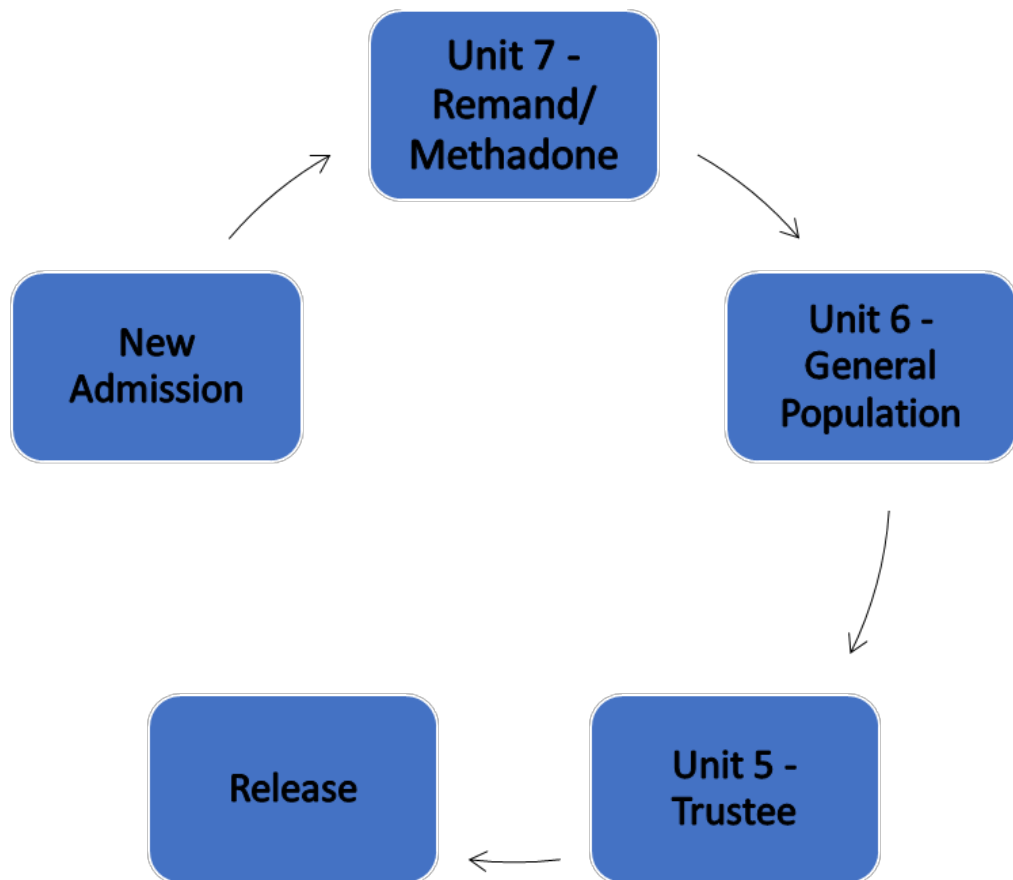 Unit 7 -
Remand/
Methadone
New
Admission
Unit 6 -
General
Population
Release
Unit 5 -
Trustee